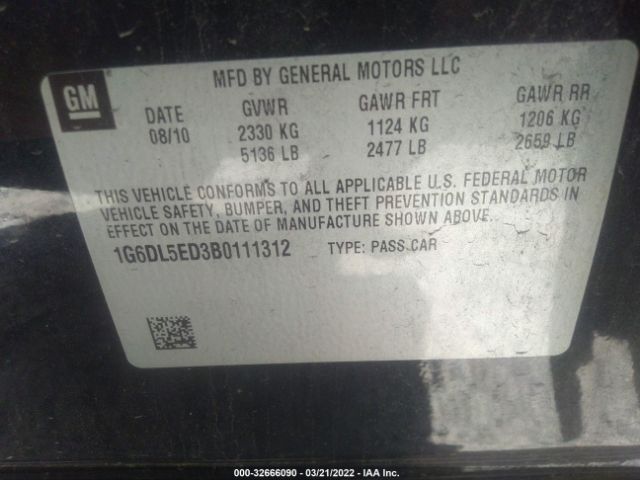 GM
MFD BY GENERAL MOTORS LLC
DATE GVWR GAWR FRT GAWR RR
08/10 2330 KG 1124 KG 1206 KG
5136 LB 2477 LB 2659 LB
THIS VEHICLE CONFORMS TO ALL APPLICABLE U.S. FEDERAL MOTOR
VEHICLE SAFETY, BUMPER, AND THEFT PREVENTION STANDARDS IN
EFFECT ON THE DATE OF MANUFACTURE SHOWN ABOVE.
1G6DL5ED3B0111312 TYPE: PASS CAR
000-32666090 - 03/21/2022 - IAA Inc.